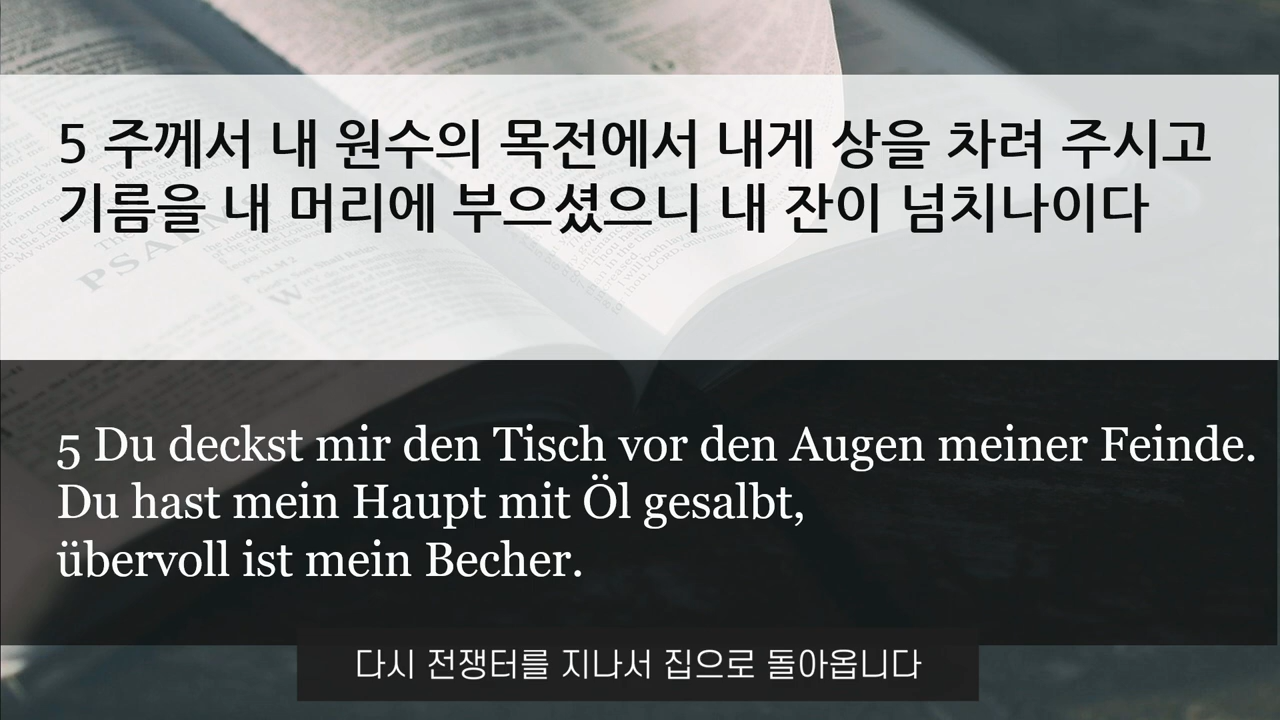 5 주께서 내 원수의 목전에서 내게 상을 차려 주시고
기름을 내 머리에 부으셨으니 내 잔이 넘치나이다
PSALMS
PSALM 2
5 Du deckst mir den Tisch vor den Augen meiner Feinde.
Du hast mein Haupt mit Öl gesalbt,
übervoll ist mein Becher.
다시 전쟁터를 지나서 집으로 돌아옵니다